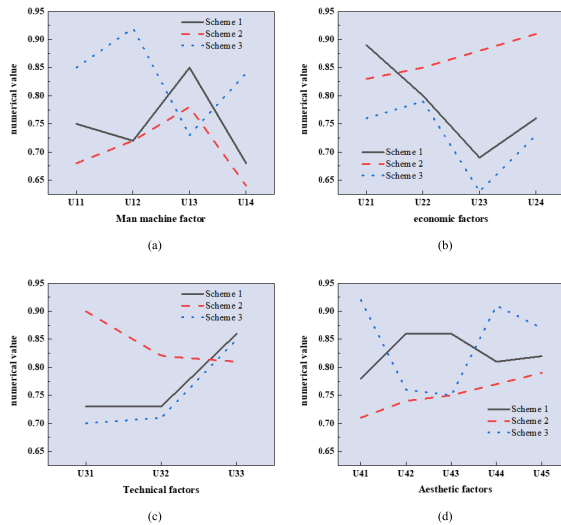 0.95
0.90
0.85
0.80
0.75
0.70
0.65
numerical value
Scheme 1
Scheme 2
Scheme 3
U11 U12 U13 U14
Man machine factor
(a)
0.95
0.90
0.85
0.80
0.75
0.70
0.65
numerical value
Scheme 1
Scheme 2
Scheme 3
U21 U22 U23 U24
economic factors
(b)
0.95
0.90
0.85
0.80
0.75
0.70
0.65
numerical value
Scheme 1
Scheme 2
Scheme 3
U31 U32 U33
Technical factors
(c)
0.95
0.90
0.85
0.80
0.75
0.70
0.65
numerical value
Scheme 1
Scheme 2
Scheme 3
U41 U42 U43 U44 U45
Aesthetic factors
(d)